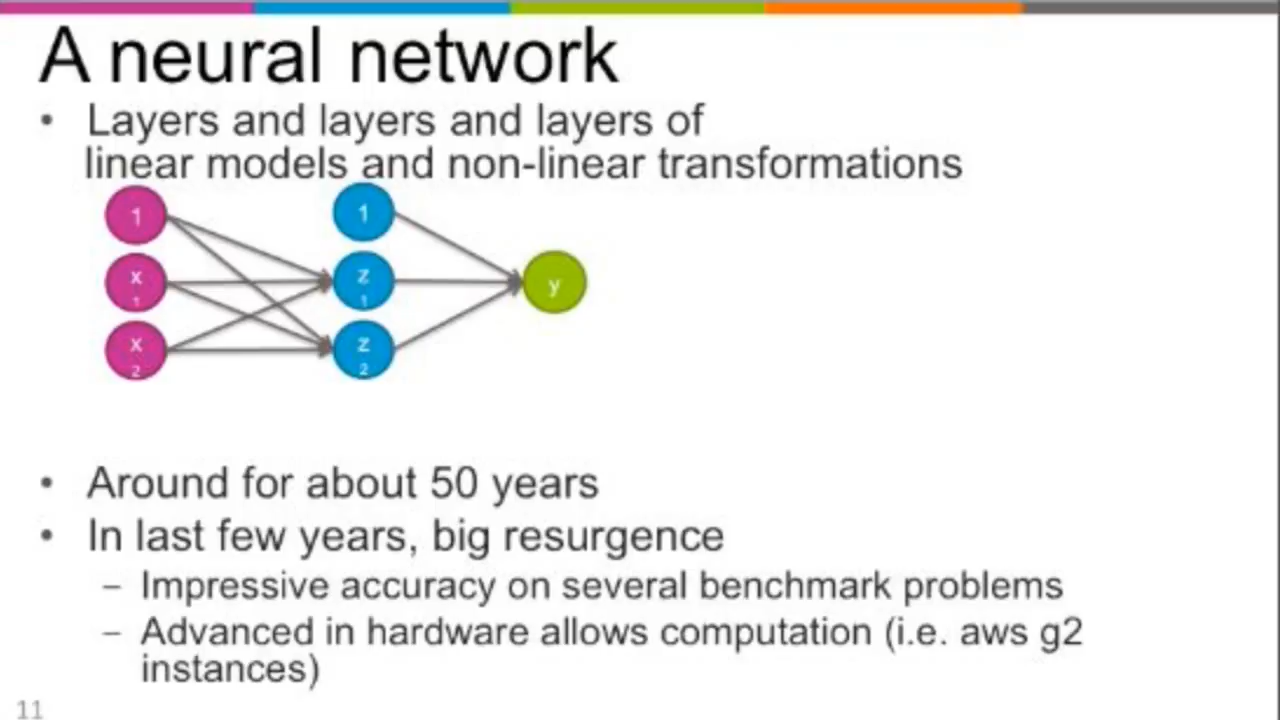 A neural network
• Layers and layers and layers of
linear models and non-linear transformations
1 1
x 1 z 1 y
x 2 z 2
• Around for about 50 years
• In last few years, big resurgence
– Impressive accuracy on several benchmark problems
– Advanced in hardware allows computation (i.e. aws g2
instances)
11